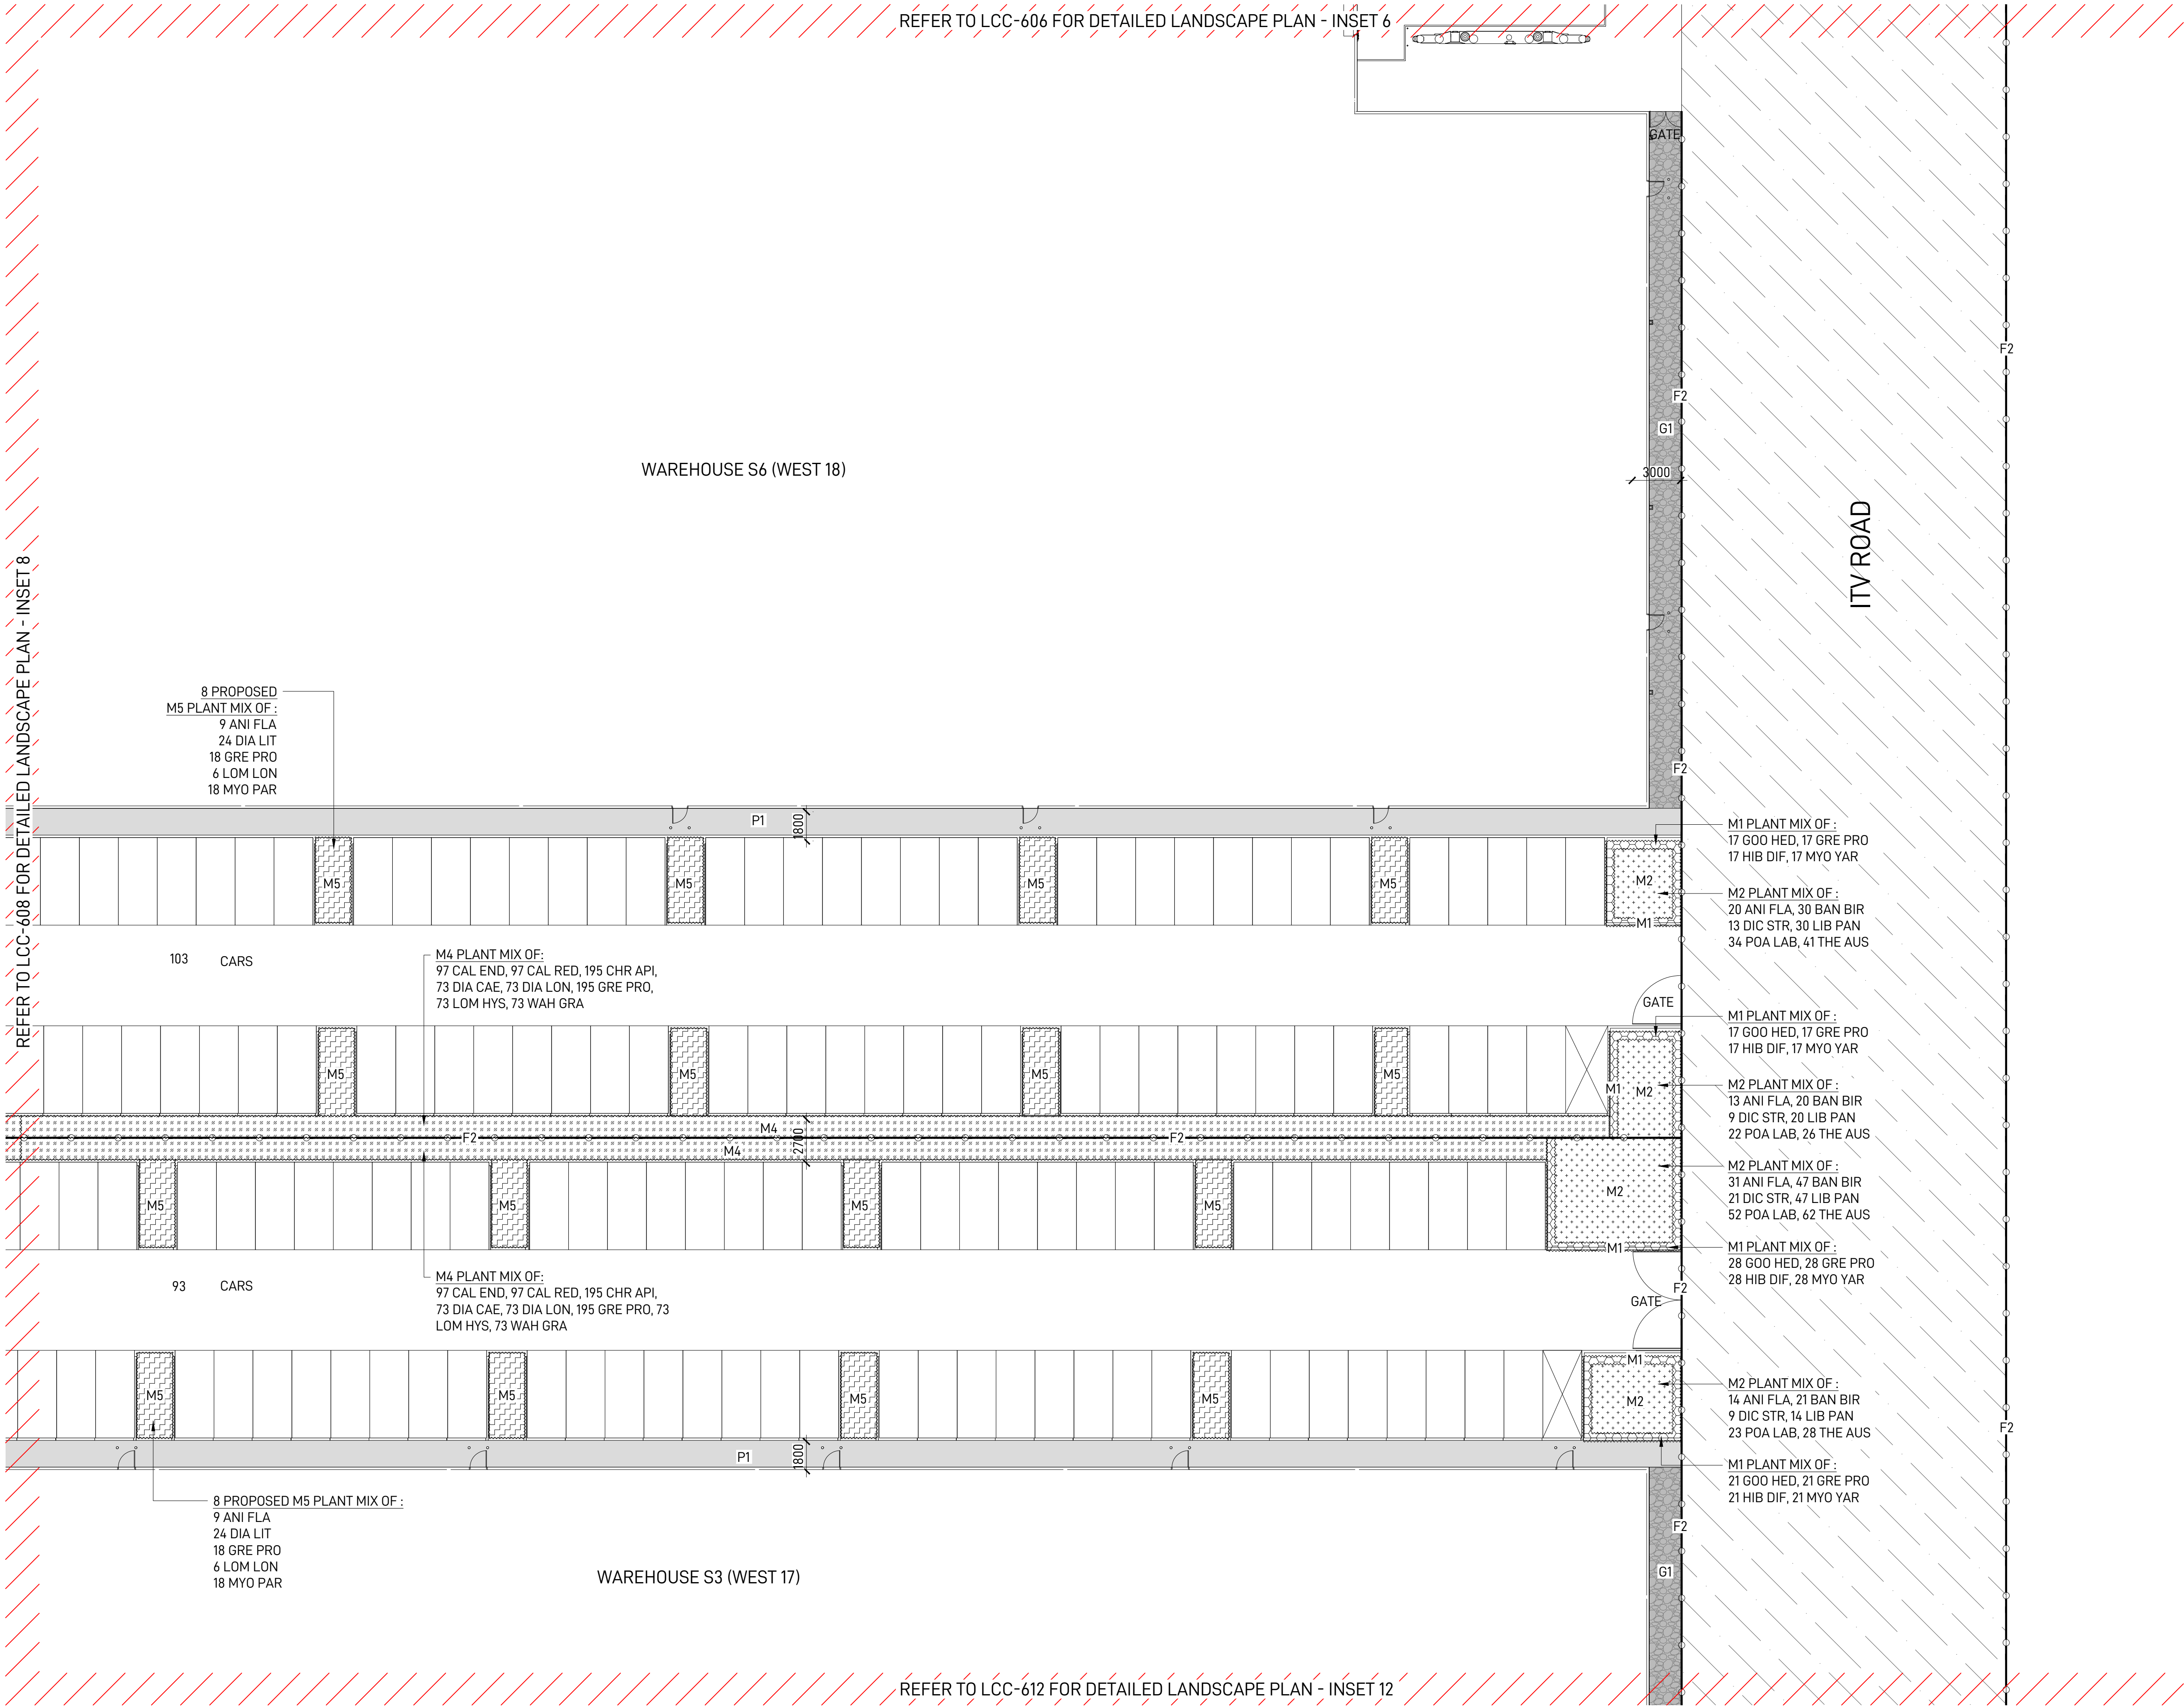 REFER TO LCC-606 FOR DETAILED LANDSCAPE PLAN - INSET 6
GATE
F2
F2
G1
WAREHOUSE S6 (WEST 18)
3000
ITV ROAD
REFER TO LCC-608 FOR DETAILED LANDSCAPE PLAN - INSET 8
8 PROPOSED
M5 PLANT MIX OF :
9 ANI FLA
24 DIA LIT
18 GRE PRO
6 LOM LON
18 MYO PAR
F2
P1
1800
M1 PLANT MIX OF :
17 GOO HED, 17 GRE PRO
17 HIB DIF, 17 MYO YAR
M5
M5
M5
M5
M2
M1
M2 PLANT MIX OF :
20 ANI FLA, 30 BAN BIR
13 DIC STR, 30 LIB PAN
34 POA LAB, 41 THE AUS
103 CARS
M4 PLANT MIX OF:
97 CAL END, 97 CAL RED, 195 CHR API,
73 DIA CAE, 73 DIA LON, 195 GRE PRO,
73 LOM HYS, 73 WAH GRA
GATE
M1 PLANT MIX OF :
17 GOO HED, 17 GRE PRO
17 HIB DIF, 17 MYO YAR
M5
M5
M5
M5
M1
M2
M2 PLANT MIX OF :
13 ANI FLA, 20 BAN BIR
9 DIC STR, 20 LIB PAN
22 POA LAB, 26 THE AUS
M4
F2
2700
F2
M4
M2 PLANT MIX OF :
31 ANI FLA, 47 BAN BIR
21 DIC STR, 47 LIB PAN
52 POA LAB, 62 THE AUS
M5
M5
M5
M5
M2
M1
M1 PLANT MIX OF :
28 GOO HED, 28 GRE PRO
28 HIB DIF, 28 MYO YAR
93 CARS
M4 PLANT MIX OF:
97 CAL END, 97 CAL RED, 195 CHR API,
73 DIA CAE, 73 DIA LON, 195 GRE PRO, 73
LOM HYS, 73 WAH GRA
F2
GATE
M1
M5
M5
M5
M5
M2
M2 PLANT MIX OF :
14 ANI FLA, 21 BAN BIR
9 DIC STR, 14 LIB PAN
23 POA LAB, 28 THE AUS
F2
P1
1800
M1 PLANT MIX OF :
21 GOO HED, 21 GRE PRO
21 HIB DIF, 21 MYO YAR
8 PROPOSED M5 PLANT MIX OF :
9 ANI FLA
24 DIA LIT
18 GRE PRO
6 LOM LON
18 MYO PAR
F2
G1
WAREHOUSE S3 (WEST 17)
REFER TO LCC-612 FOR DETAILED LANDSCAPE PLAN - INSET 12